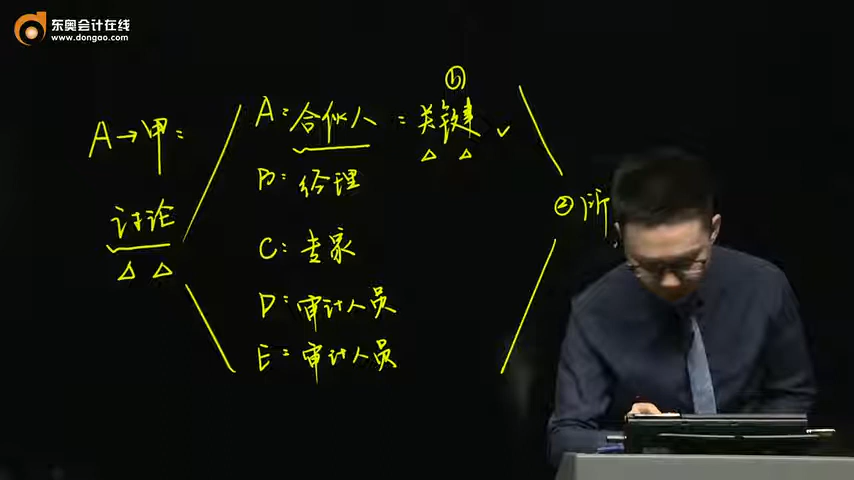 东奥会计在线
www.dongao.com
①
A→甲：
A：合伙人 = 关键 ✓
B：经理
讨论
② 所
C：专家
D：审计人员
E：审计人员